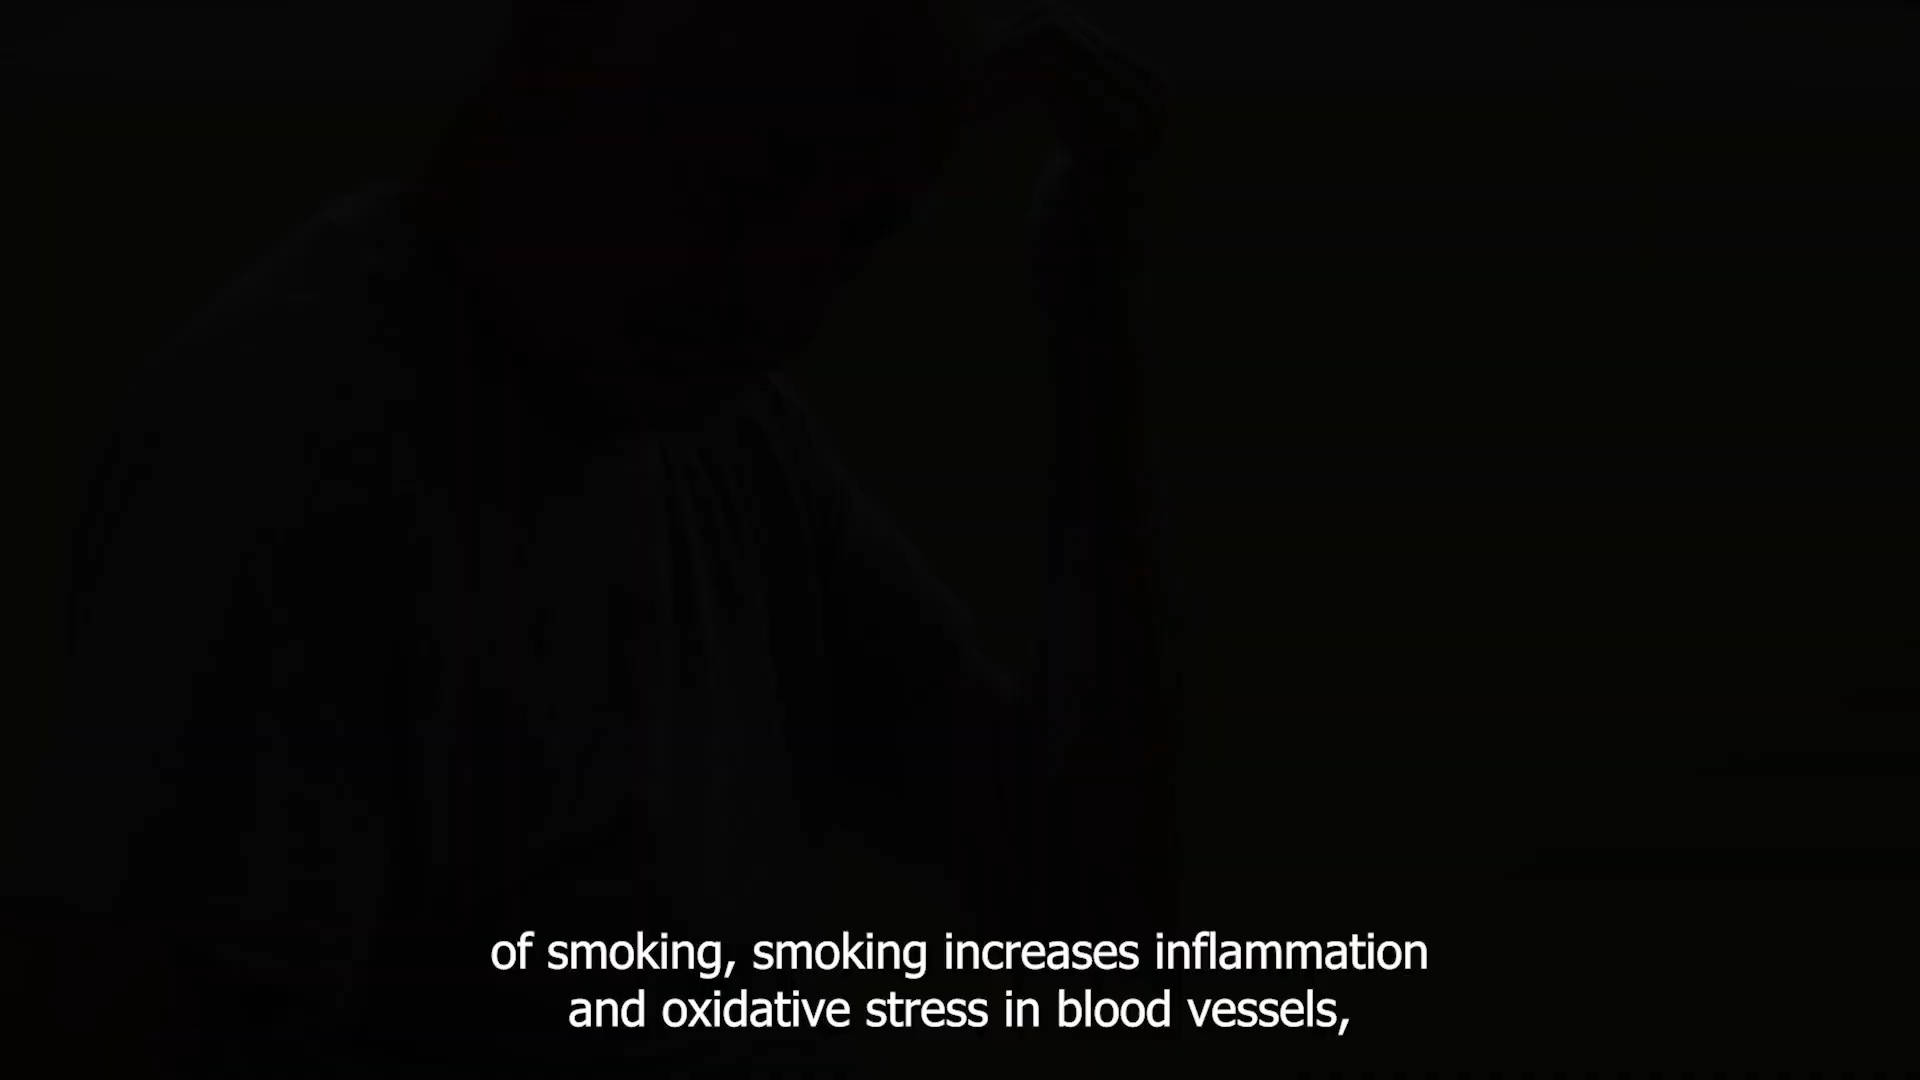 of smoking, smoking increases inflammation
and oxidative stress in blood vessels,